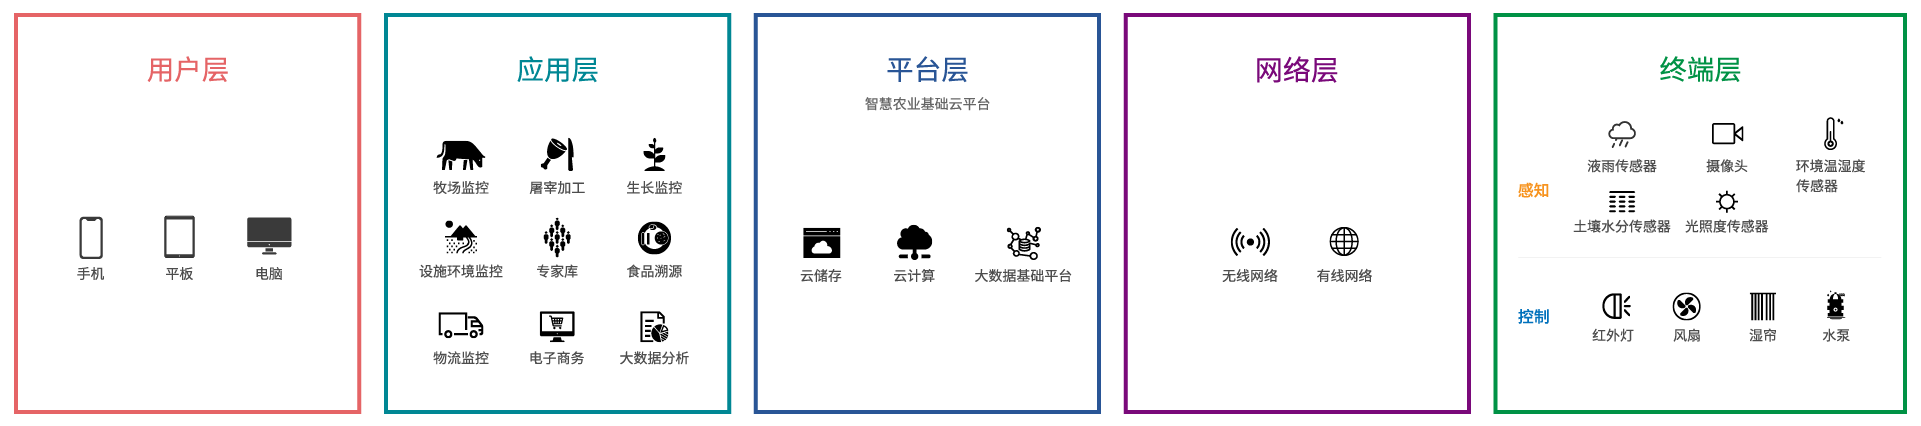 用户层
手机
平板
电脑
应用层
牧场监控
屠宰加工
生长监控
设施环境监控
专家库
食品溯源
物流监控
电子商务
大数据分析
平台层
智慧农业基础云平台
云储存
云计算
大数据基础平台
网络层
无线网络
有线网络
终端层
感知
液雨传感器
摄像头
环境温湿度
传感器
土壤水分传感器
光照度传感器
控制
红外灯
风扇
湿帘
水泵